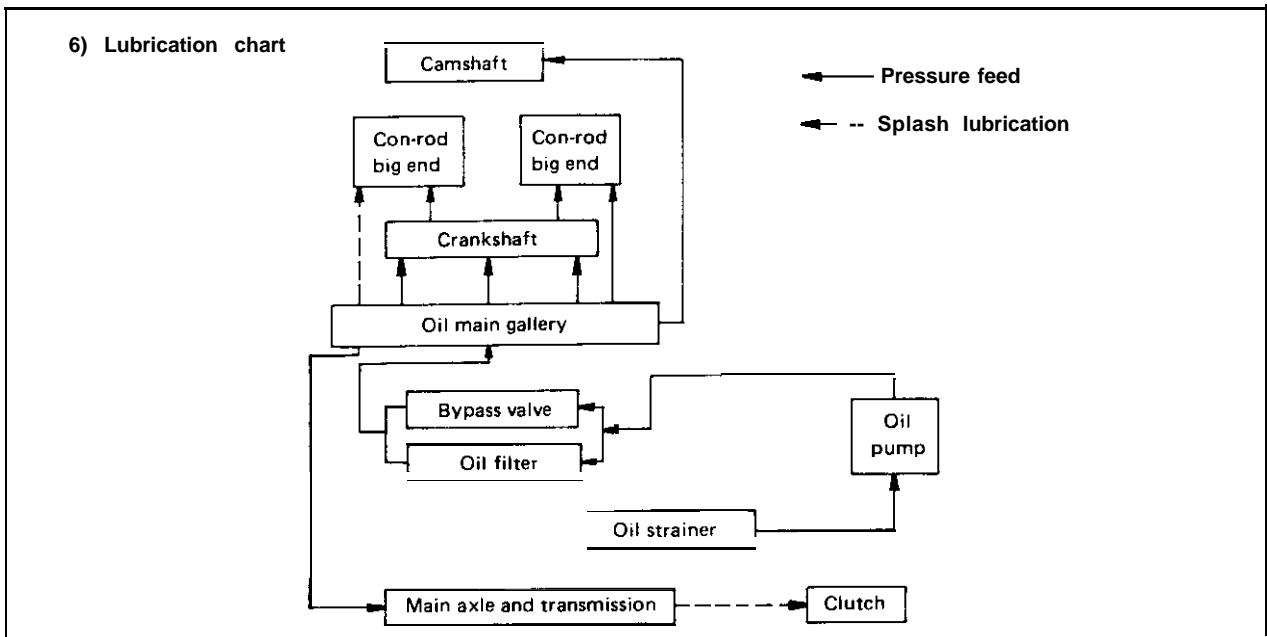 6) Lubrication chart
Camshaft
Pressure feed
-- Splash lubrication
Con-rod
big end
Con-rod
big end
Crankshaft
Oil main gallery
Bypass valve
Oil filter
Oil
pump
Oil strainer
Main axle and transmission
Clutch